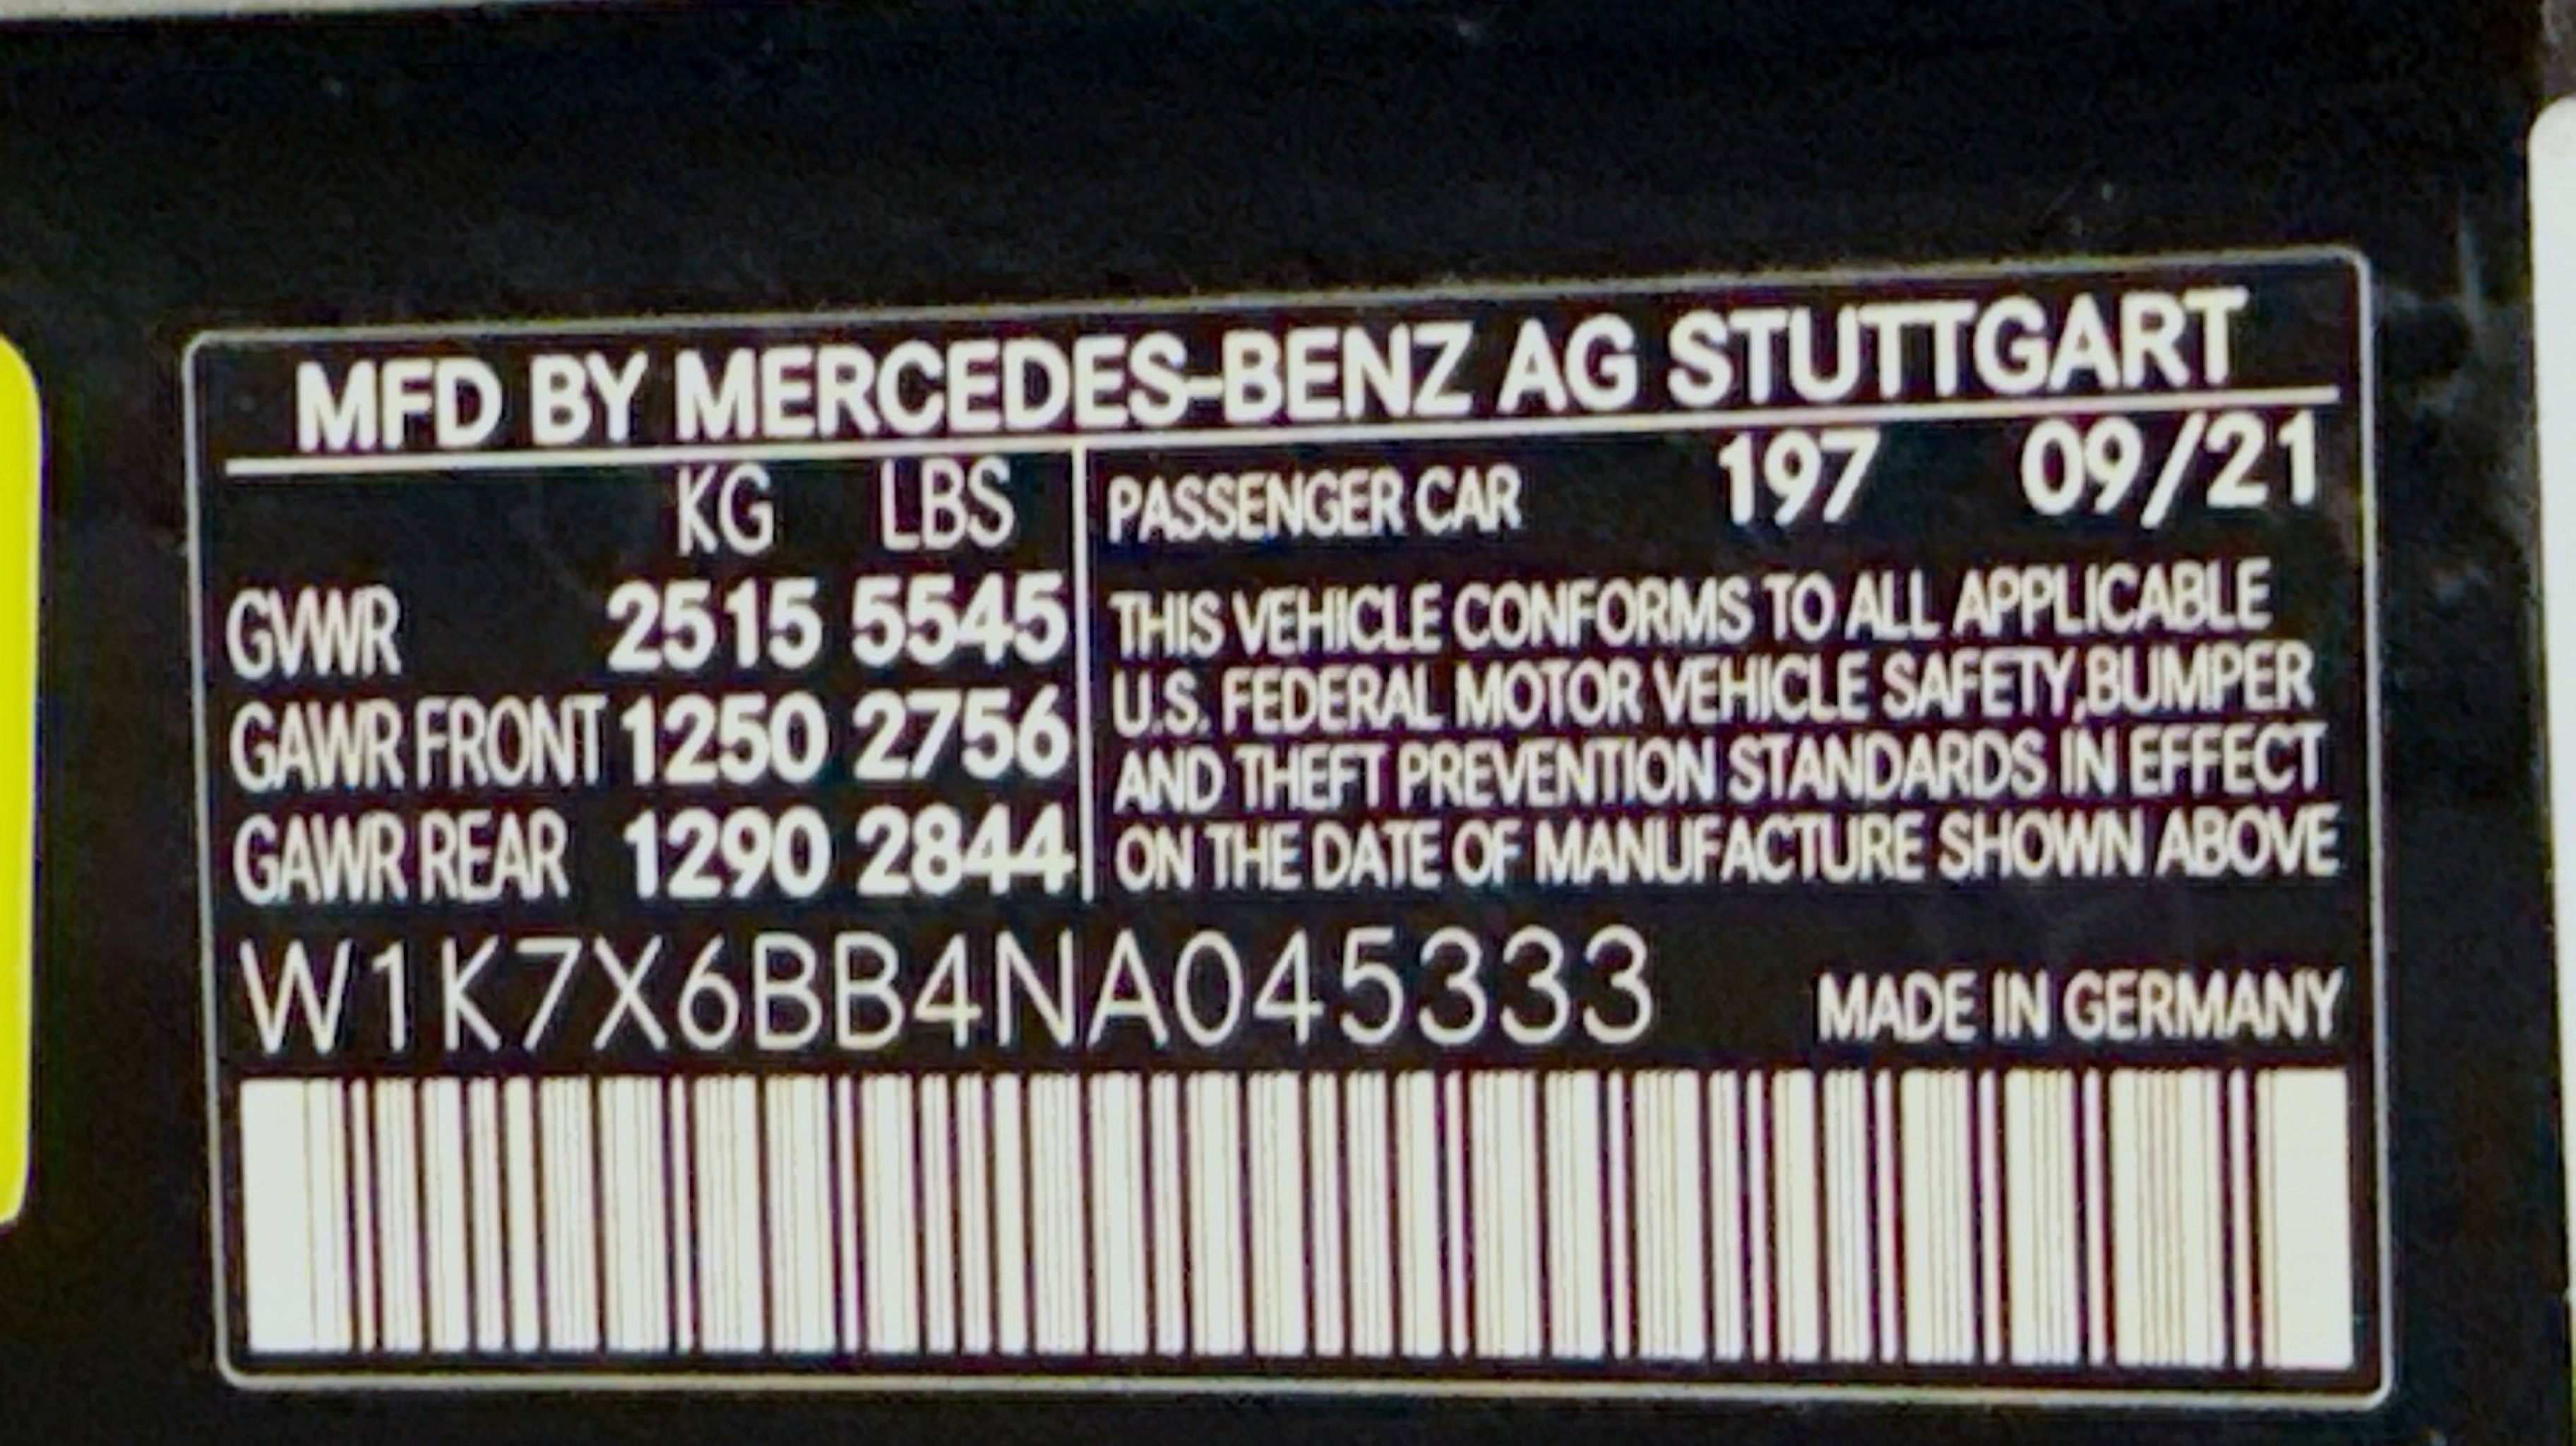 MFD BY MERCEDES-BENZ AG STUTTGART
KG LBS
GVWR 2515 5545
GAWR FRONT 1250 2756
GAWR REAR 1290 2844
PASSENGER CAR 197 09/21
THIS VEHICLE CONFORMS TO ALL APPLICABLE
U.S. FEDERAL MOTOR VEHICLE SAFETY,BUMPER
AND THEFT PREVENTION STANDARDS IN EFFECT
ON THE DATE OF MANUFACTURE SHOWN ABOVE
W1K7X6BB4NA045333
MADE IN GERMANY